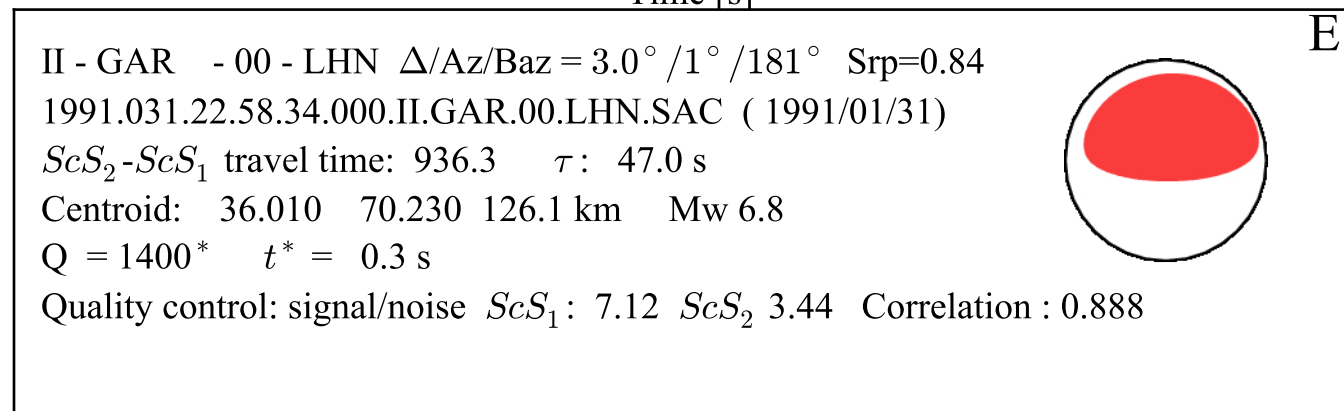 Time [s]
E
II - GAR - 00 - LHN Δ/Az/Baz = 3.0° /1° /181° Srp=0.84
1991.031.22.58.34.000.II.GAR.00.LHN.SAC ( 1991/01/31)
ScS₂-ScS₁ travel time: 936.3 τ : 47.0 s
Centroid: 36.010 70.230 126.1 km Mw 6.8
Q = 1400* t* = 0.3 s
Quality control: signal/noise ScS₁ : 7.12 ScS₂ 3.44 Correlation : 0.888